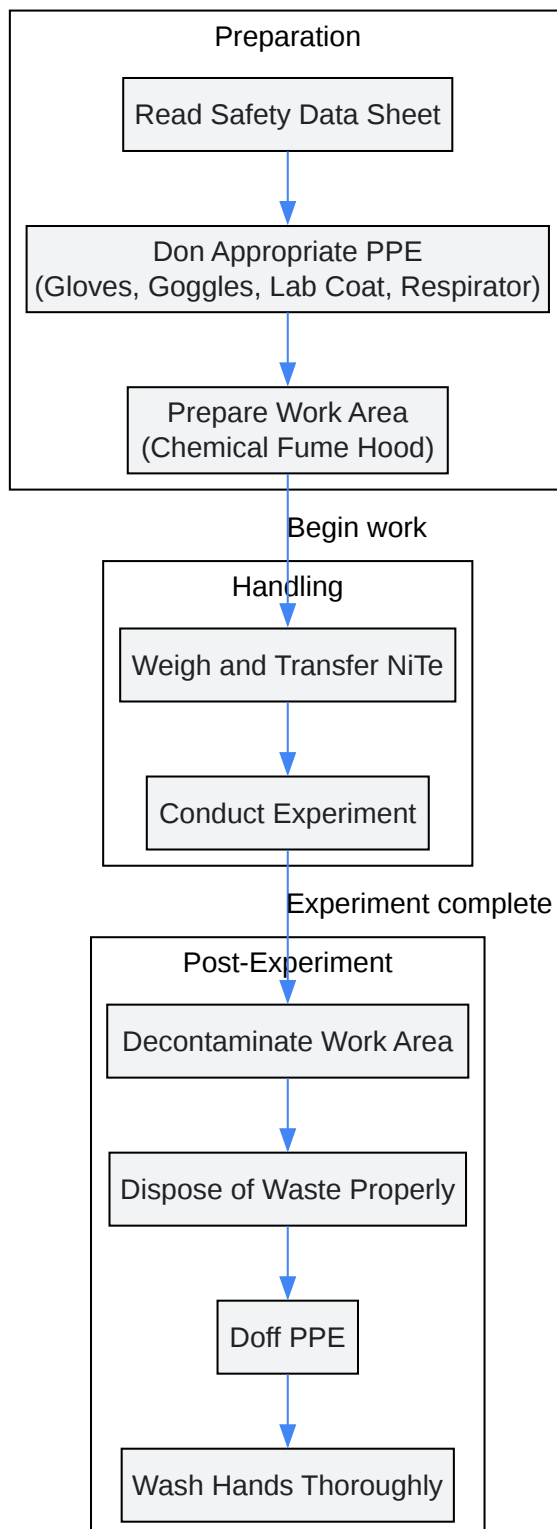 Preparation
Read Safety Data Sheet
Don Appropriate PPE
(Gloves, Goggles, Lab Coat, Respirator)
Prepare Work Area
(Chemical Fume Hood)
Begin work
Handling
Weigh and Transfer NiTe
Conduct Experiment
Experiment complete
Post-Experiment
Decontaminate Work Area
Dispose of Waste Properly
Doff PPE
Wash Hands Thoroughly